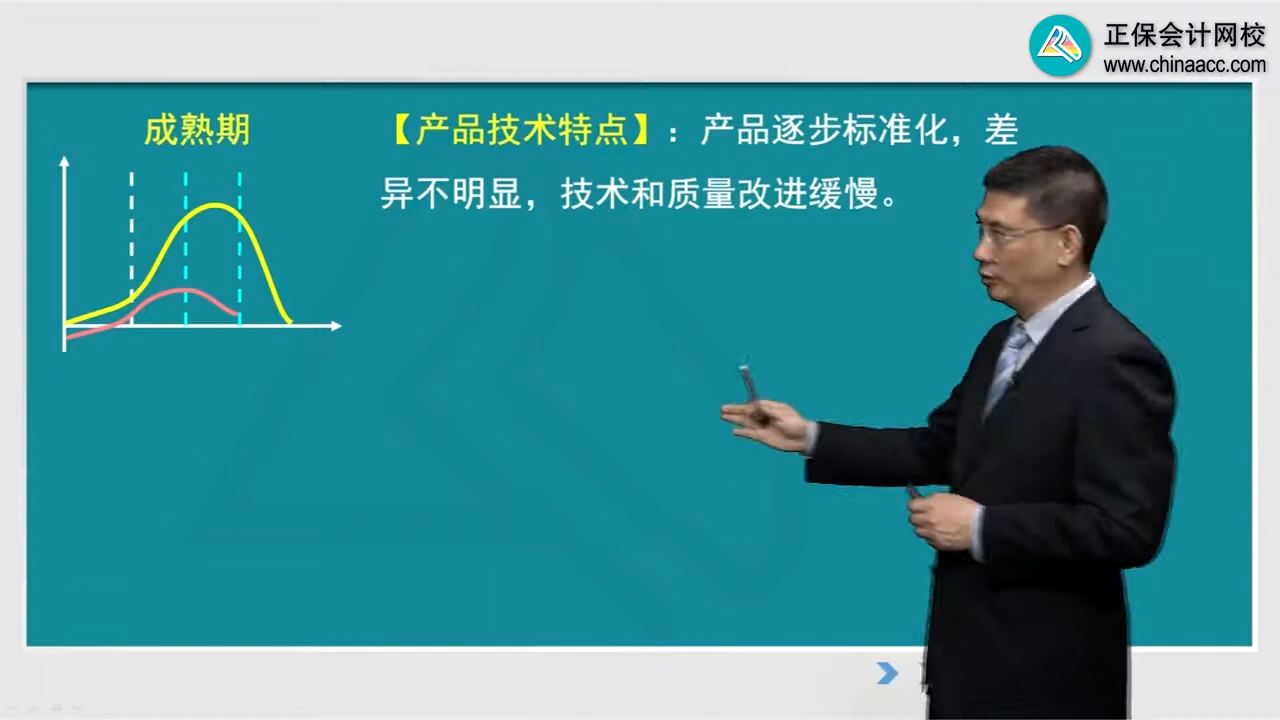 正保会计网校
www.chinaacc.com
成熟期
【产品技术特点】：产品逐步标准化，差
异不明显，技术和质量改进缓慢。